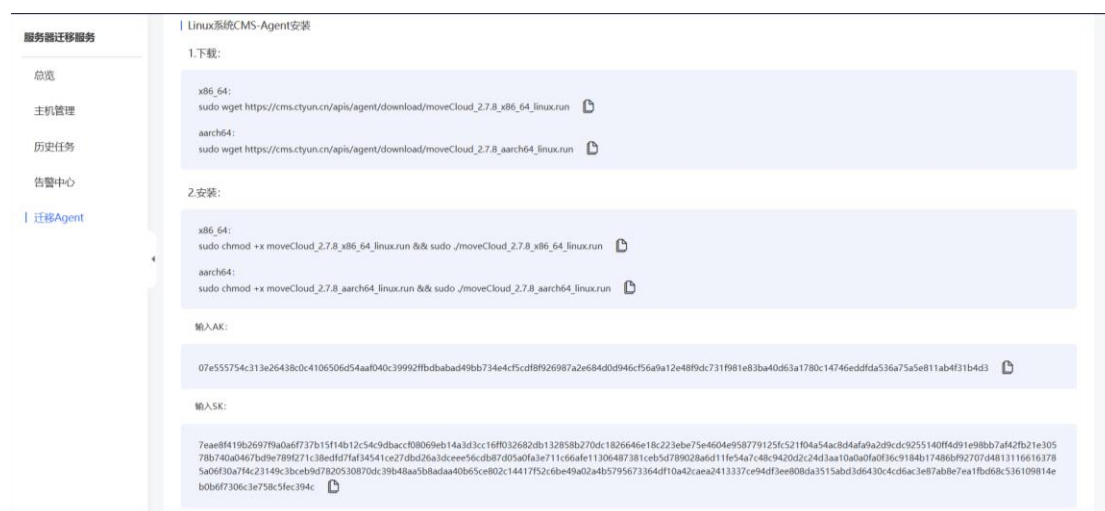 服务器迁移服务
总览
主机管理
历史任务
告警中心
迁移Agent
Linux系统CMS-Agent安装
1.下载:
x86_64:
sudo wget https://cms.ctyun.cn/apis/agent/download/moveCloud_2.7.8_x86_64_linux.run
aarch64:
sudo wget https://cms.ctyun.cn/apis/agent/download/moveCloud_2.7.8_aarch64_linux.run
2.安装:
x86_64:
sudo chmod +x moveCloud_2.7.8_x86_64_linux.run && sudo ./moveCloud_2.7.8_x86_64_linux.run
aarch64:
sudo chmod +x moveCloud_2.7.8_aarch64_linux.run && sudo ./moveCloud_2.7.8_aarch64_linux.run
输入AK:
07e555754c313e26438c0c4106506d54aaf040c39992ffbdbabad49bb734e4cf5cdf8f926987a2e684d0d946cf56a9a12e48f9dc731f981e83ba40d63a1780c14746eddfda536a75a5e811ab4f31b4d3
输入SK:
7eae8f419b2697f9a0a6f737b15f14b12c54c9dbaccf08069eb14a3d3cc16ff032682db132858b270dc1826646e18c223ebe75e4604e958779125fc521f04a54ac8d4afa9a2d9cdc9255140ff4d91e98bb7af42fb21e305
78b740a0467bd9e789f271c38edfd7faf34541ce27dbd26a3dceee56cdb87d05a0fa3e711c66afe11306487381ceb5d789028a6d11fe54a7c48c9420d2c24d3aa10a0a0fa0f36c9184b17486bf92707d4813116616378
5a06f30a7f4c23149c3bceb9d7820530870dc39b48aa5b8adaa40b65ce802c14417f52c6be49a02a4b5795673364df10a42caea2413337ce94df3ee808da3515abd3d6430c4cd6ac3e87ab8e7ea1fbd68c536109814e
b0b6f7306c3e758c5fec394c